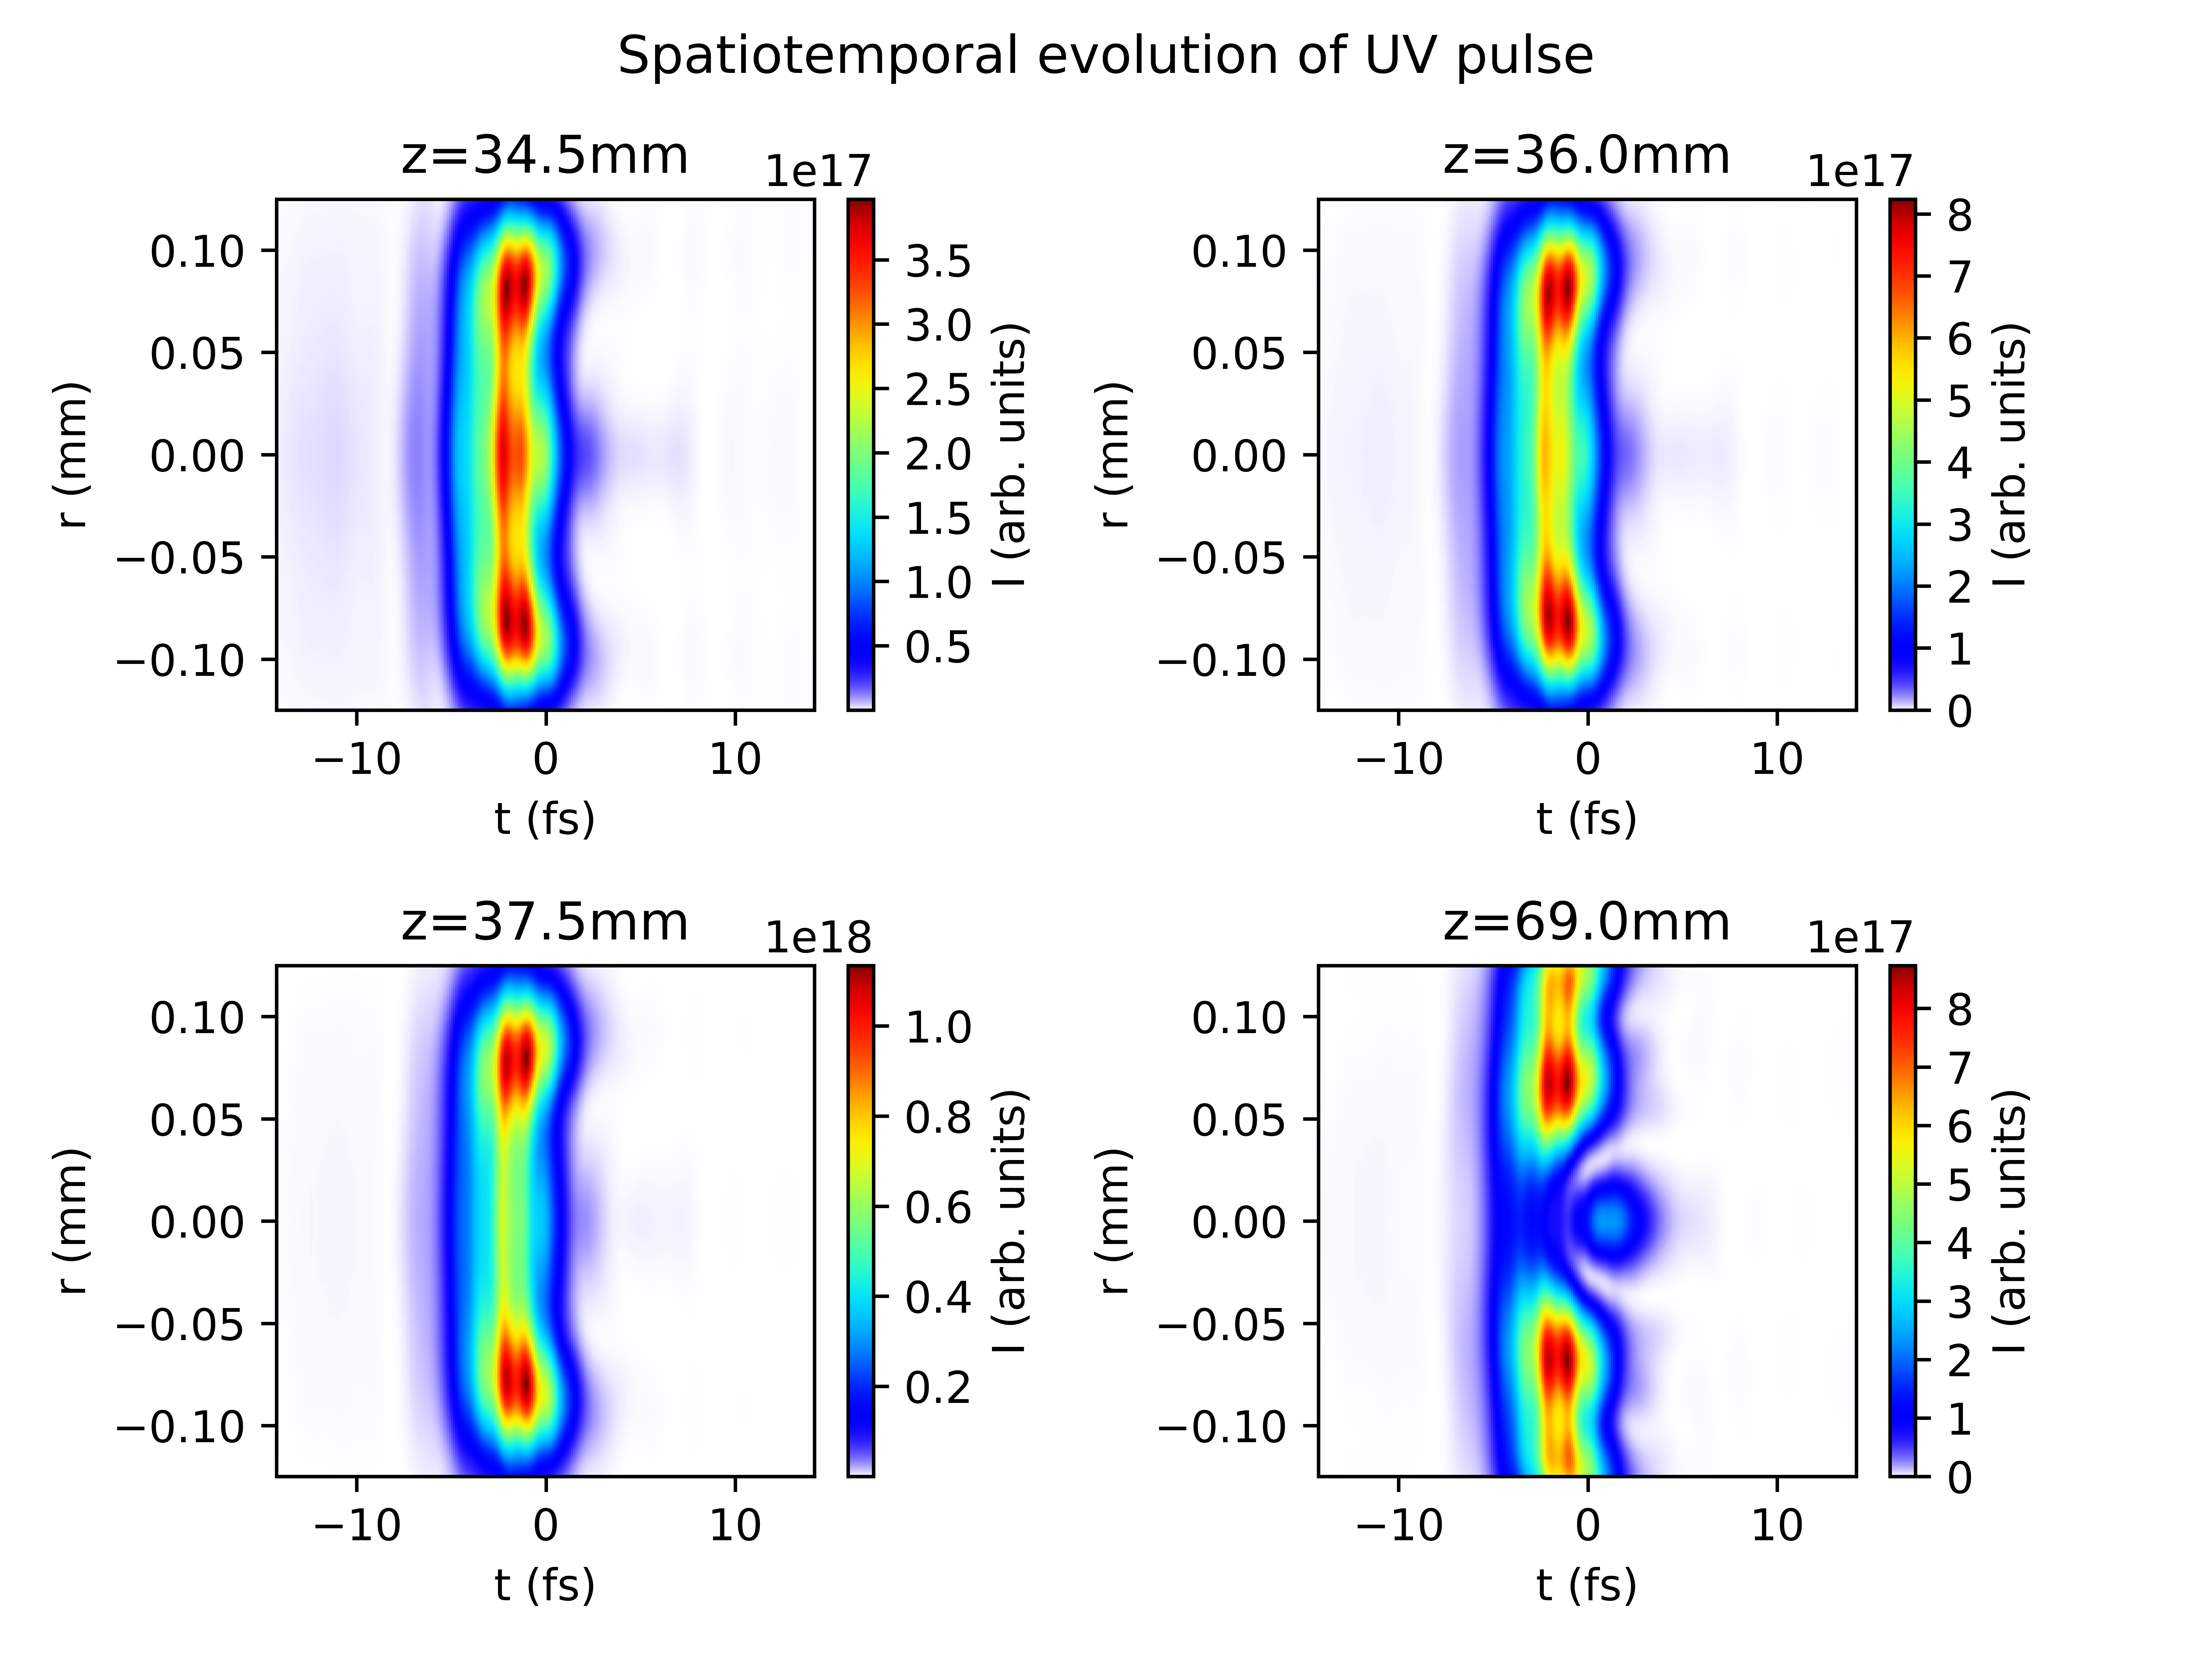 Spatiotemporal evolution of UV pulse
z=34.5mm
1e17
0.10
0.05
0.00
−0.05
−0.10
r (mm)
−10 0 10
t (fs)
3.5
3.0
2.5
2.0
1.5
1.0
0.5
I (arb. units)
z=36.0mm
1e17
0.10
0.05
0.00
−0.05
−0.10
r (mm)
−10 0 10
t (fs)
8
7
6
5
4
3
2
1
0
I (arb. units)
z=37.5mm
1e18
0.10
0.05
0.00
−0.05
−0.10
r (mm)
−10 0 10
t (fs)
1.0
0.8
0.6
0.4
0.2
I (arb. units)
z=69.0mm
1e17
0.10
0.05
0.00
−0.05
−0.10
r (mm)
−10 0 10
t (fs)
8
7
6
5
4
3
2
1
0
I (arb. units)